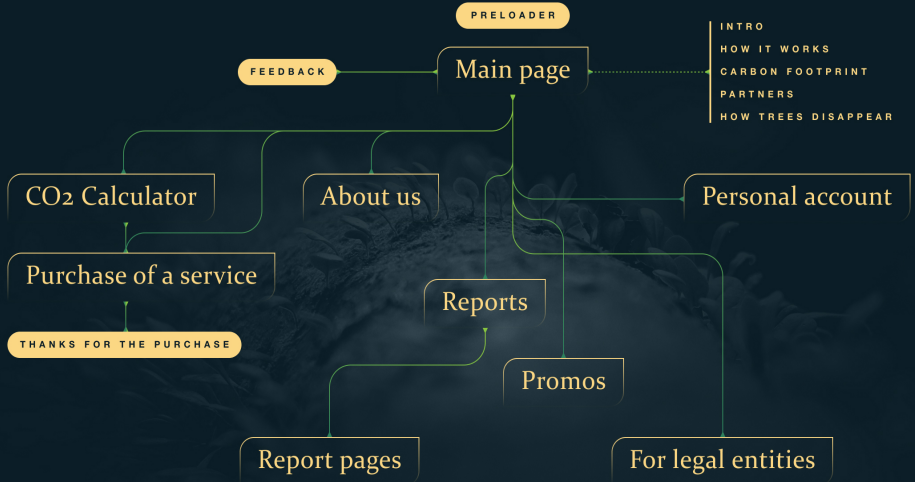 PRELOADER
INTRO
HOW IT WORKS
FEEDBACK
Main page
CARBON FOOTPRINT
PARTNERS
HOW TREES DISAPPEAR
CO2 Calculator
About us
Personal account
Purchase of a service
Reports
THANKS FOR THE PURCHASE
Promos
Report pages
For legal entities